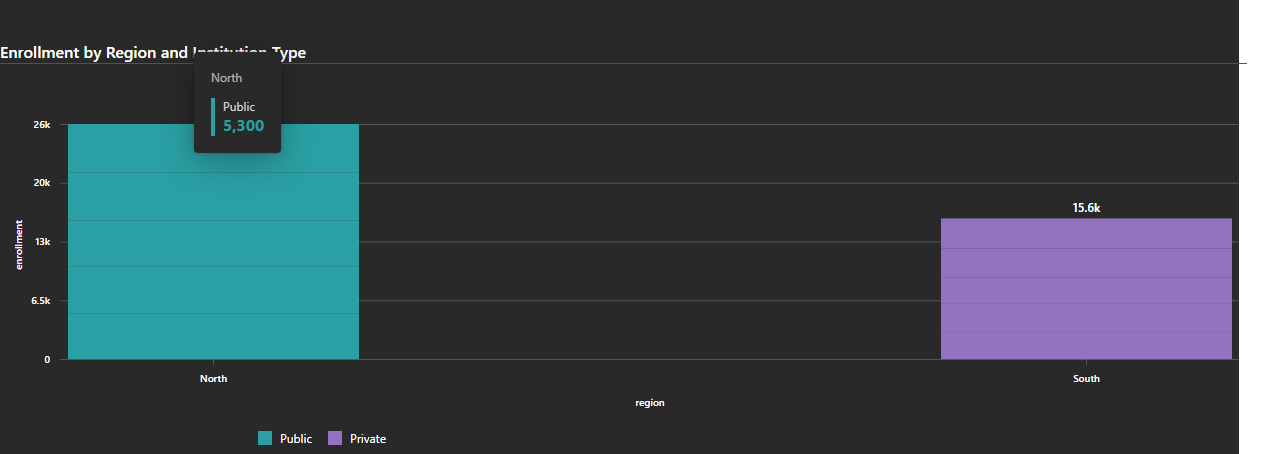 Enrollment by Region and Institution Type
North
Public
5,300
26k
20k
15.6k
13k
enrollment
6.5k
0
North
South
region
Public
Private